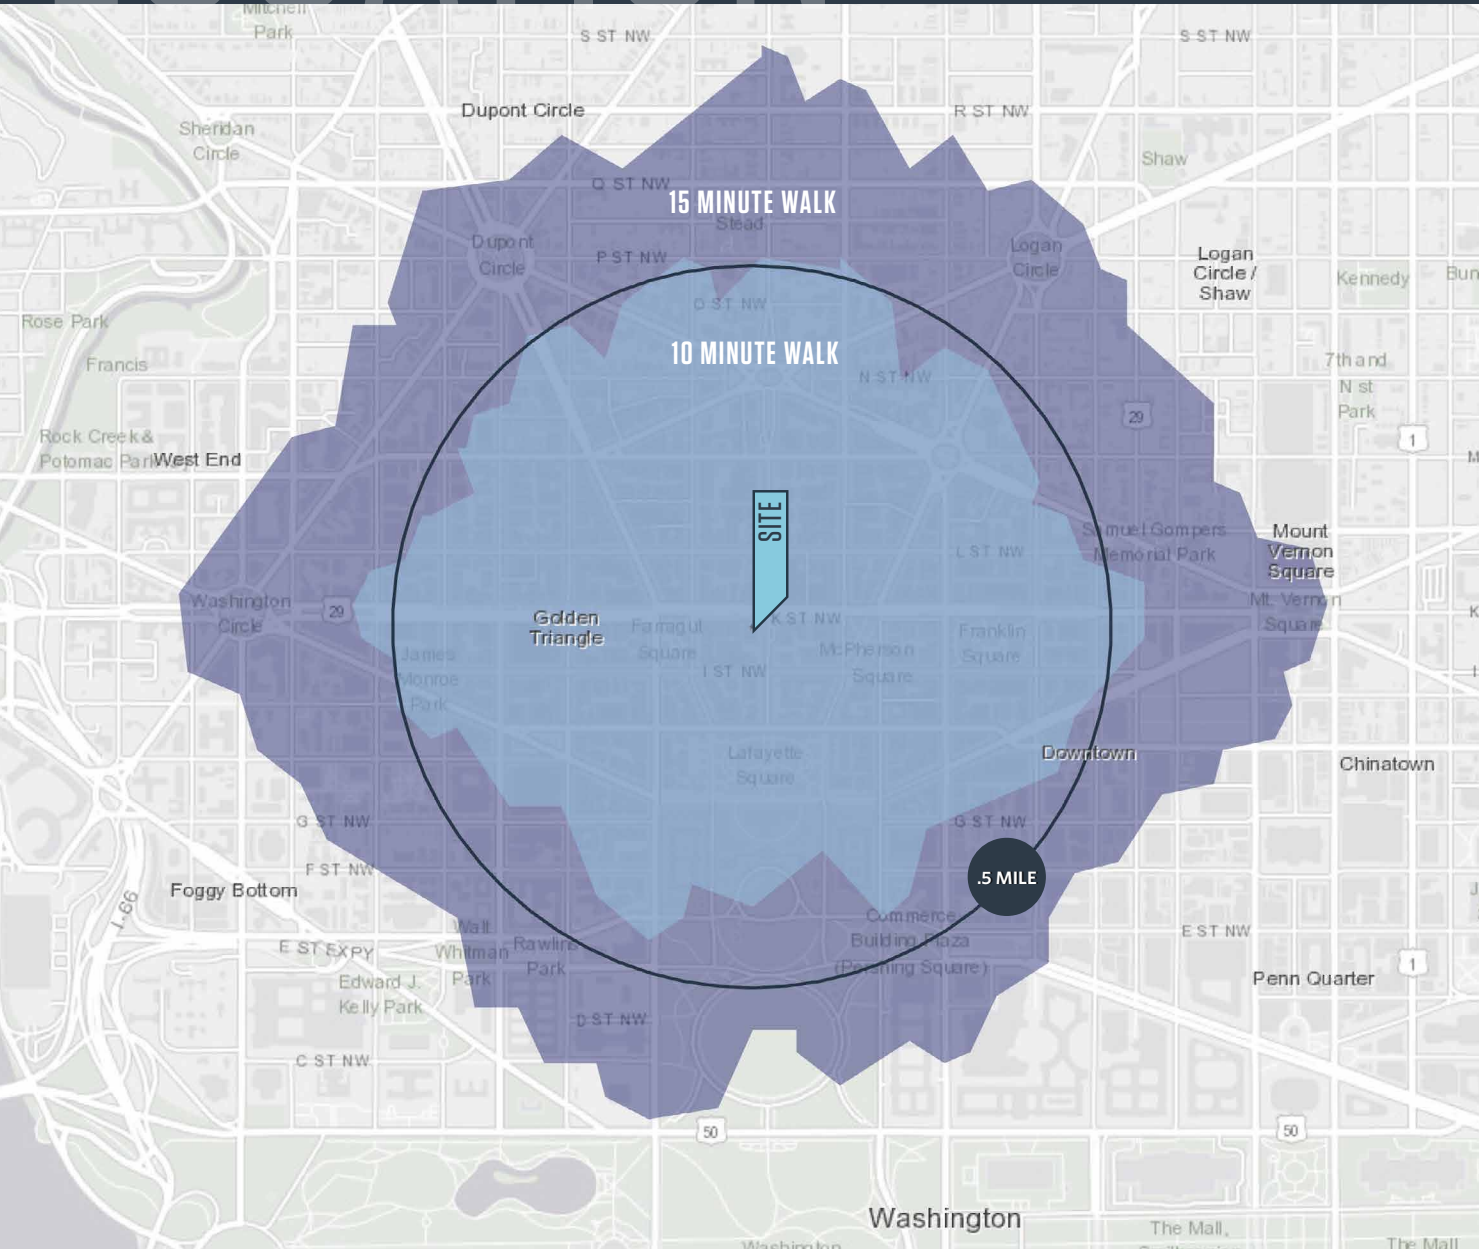 Mitchell
Park
S ST NW
S ST NW
Dupont Circle
R ST NW
Sheridan
Circle
Shaw
Q ST NW
15 MINUTE WALK
Stead
Dupont
Circle
P ST NW
Logan
Circle
Logan
Circle /
Shaw
Kennedy
Bun
O ST NW
Rose Park
Francis
10 MINUTE WALK
N ST NW
7th and
N st
Park
29
1
Rock Creek &
Potomac Parkway
West End
SITE
Samuel Gompers
Memorial Park
L ST NW
Mount
Vernon
Square
Washington
Circle
29
Golden
Triangle
Farragut
Square
K ST NW
Mt. Vernon
Square
K
Franklin
Square
McPherson
Square
I ST NW
James
Monroe
Park
I
Lafayette
Square
Downtown
Chinatown
G ST NW
G ST NW
F ST NW
.5 MILE
Foggy Bottom
I-66
Commerce
Building Plaza
(Pershing Square)
E ST NW
Walt
Whitman
Park
Rawlins
Park
E ST EXPY
1
Penn Quarter
Edward J.
Kelly Park
D ST NW
C ST NW
50
50
Washington
The Mall,
Washington
The Mall